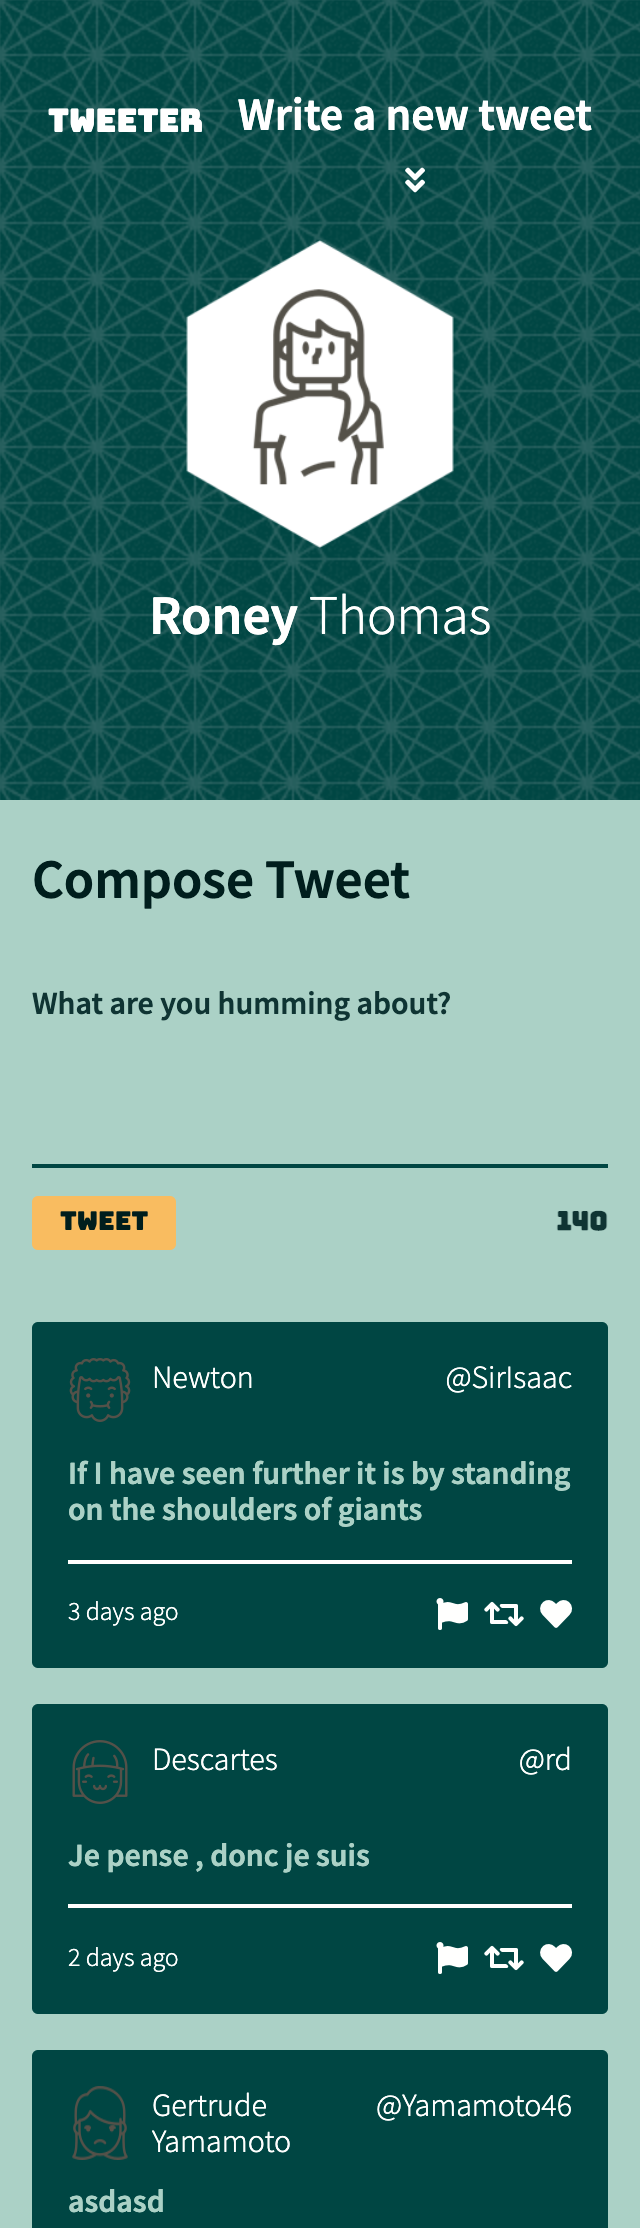 TWEETER
Write a new tweet
Roney Thomas
Compose Tweet
What are you humming about?
TWEET
140
Newton
@SirIsaac
If I have seen further it is by standing
on the shoulders of giants
3 days ago
Descartes
@rd
Je pense , donc je suis
2 days ago
Gertrude
Yamamoto
@Yamamoto46
asdasd